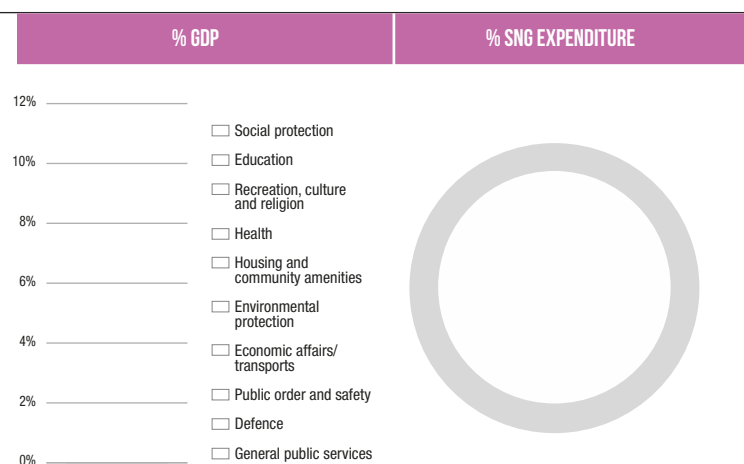 % GDP
% SNG EXPENDITURE
12%
10%
8%
6%
4%
2%
0%
Social protection
Education
Recreation, culture
and religion
Health
Housing and
community amenities
Environmental
protection
Economic affairs/
transports
Public order and safety
Defence
General public services